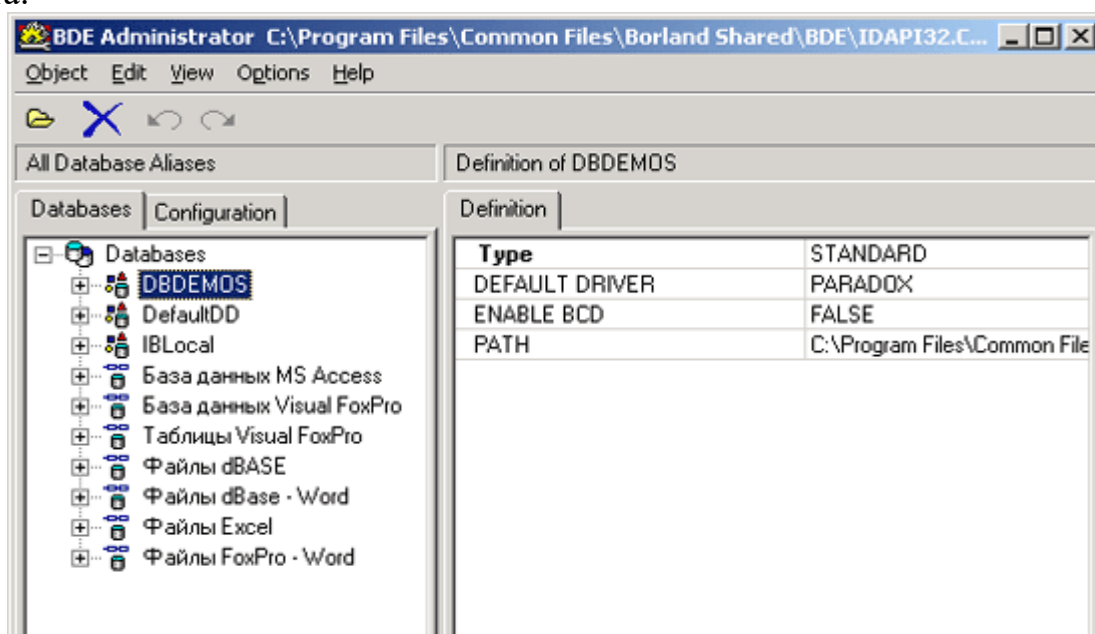 BDE Administrator C:\Program Files\Common Files\Borland Shared\BDE\IDAPI32.C...
Object Edit View Options Help
All Database Aliases
Definition of DBDEMOS
Databases Configuration
Definition
Databases
DBDEMOS
DefaultDD
IBLocal
База данных MS Access
База данных Visual FoxPro
Таблицы Visual FoxPro
Файлы dBASE
Файлы dBase - Word
Файлы Excel
Файлы FoxPro - Word
Type STANDARD
DEFAULT DRIVER PARADOX
ENABLE BCD FALSE
PATH C:\Program Files\Common File